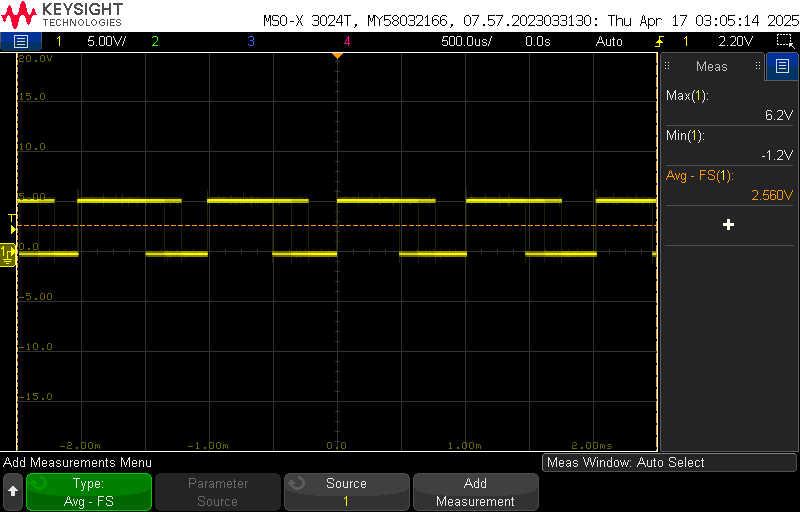 KEYSIGHT
TECHNOLOGIES
MSO-X 3024T, MY58032166, 07.57.2023033130: Thu Apr 17 03:05:14 2025
1 5.00V/ 2 3 4 500.0us/ 0.0s Auto 1 2.20V
20.0V
15.0
10.0
5.00
0.0
-5.00
-10.0
-15.0
T
1
-2.00m -1.00m 0.0 1.00m 2.00ms
Meas
Max(1):
6.2V
Min(1):
-1.2V
Avg - FS(1):
2.560V
Add Measurements Menu
Meas Window: Auto Select
Type:
Avg - FS
Parameter
Source
Source
1
Add
Measurement